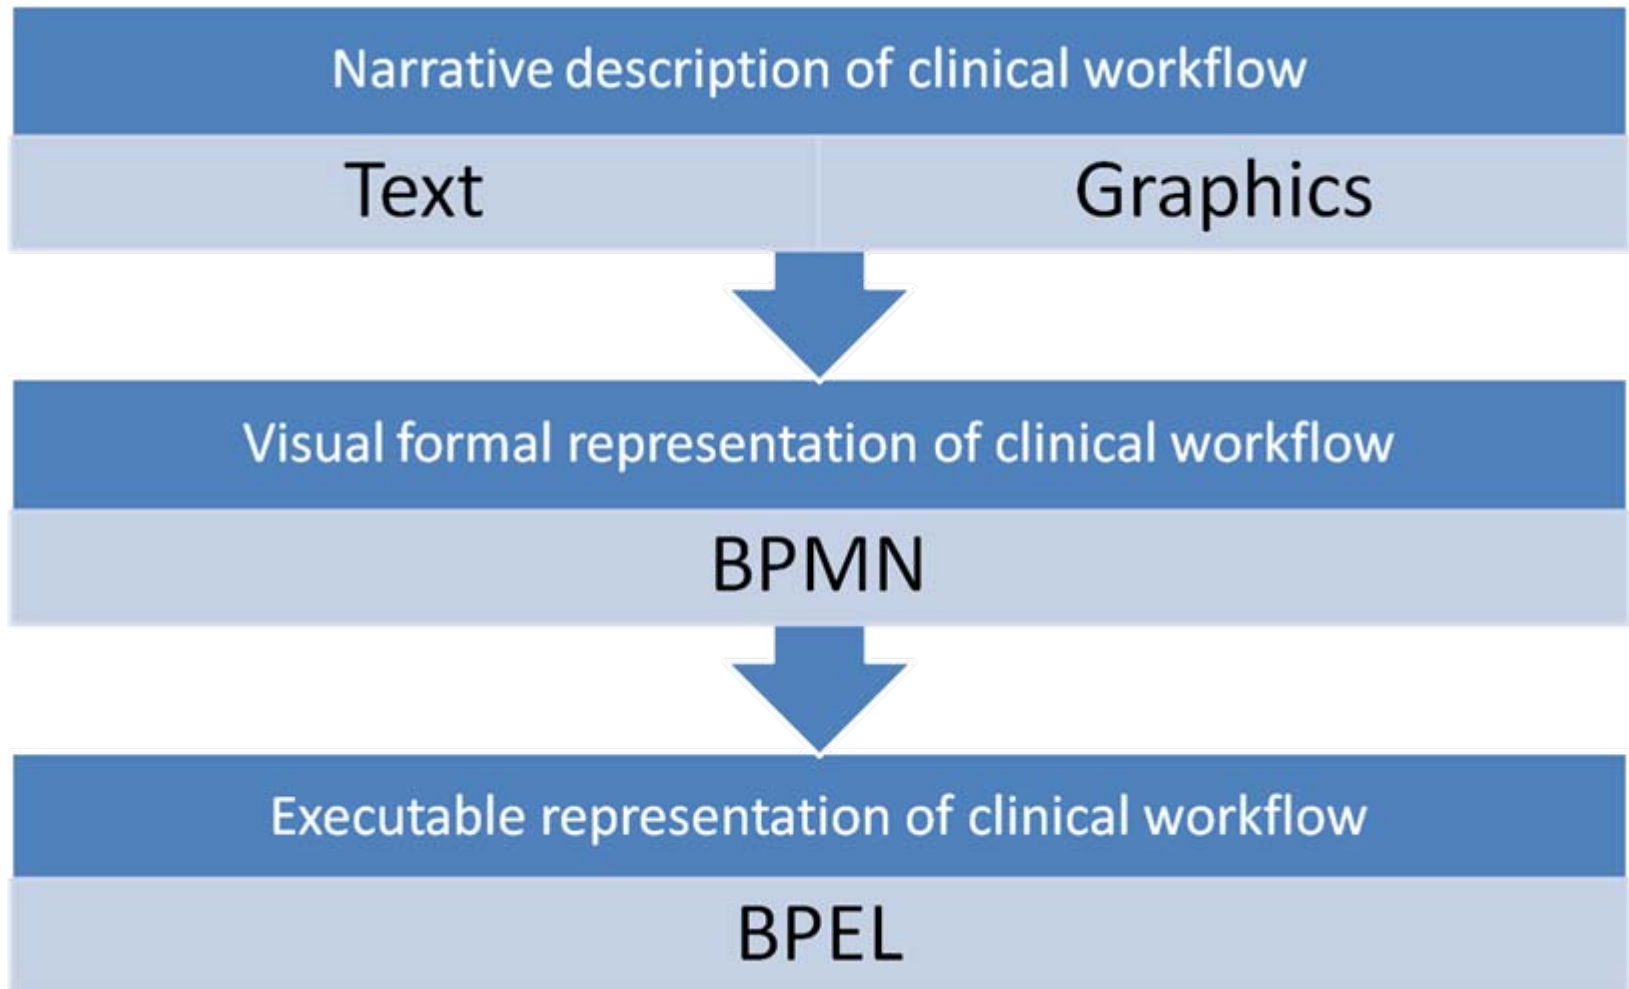 Narrative description of clinical workflow
Text
Graphics
Visual formal representation of clinical workflow
BPMN
Executable representation of clinical workflow
BPEL